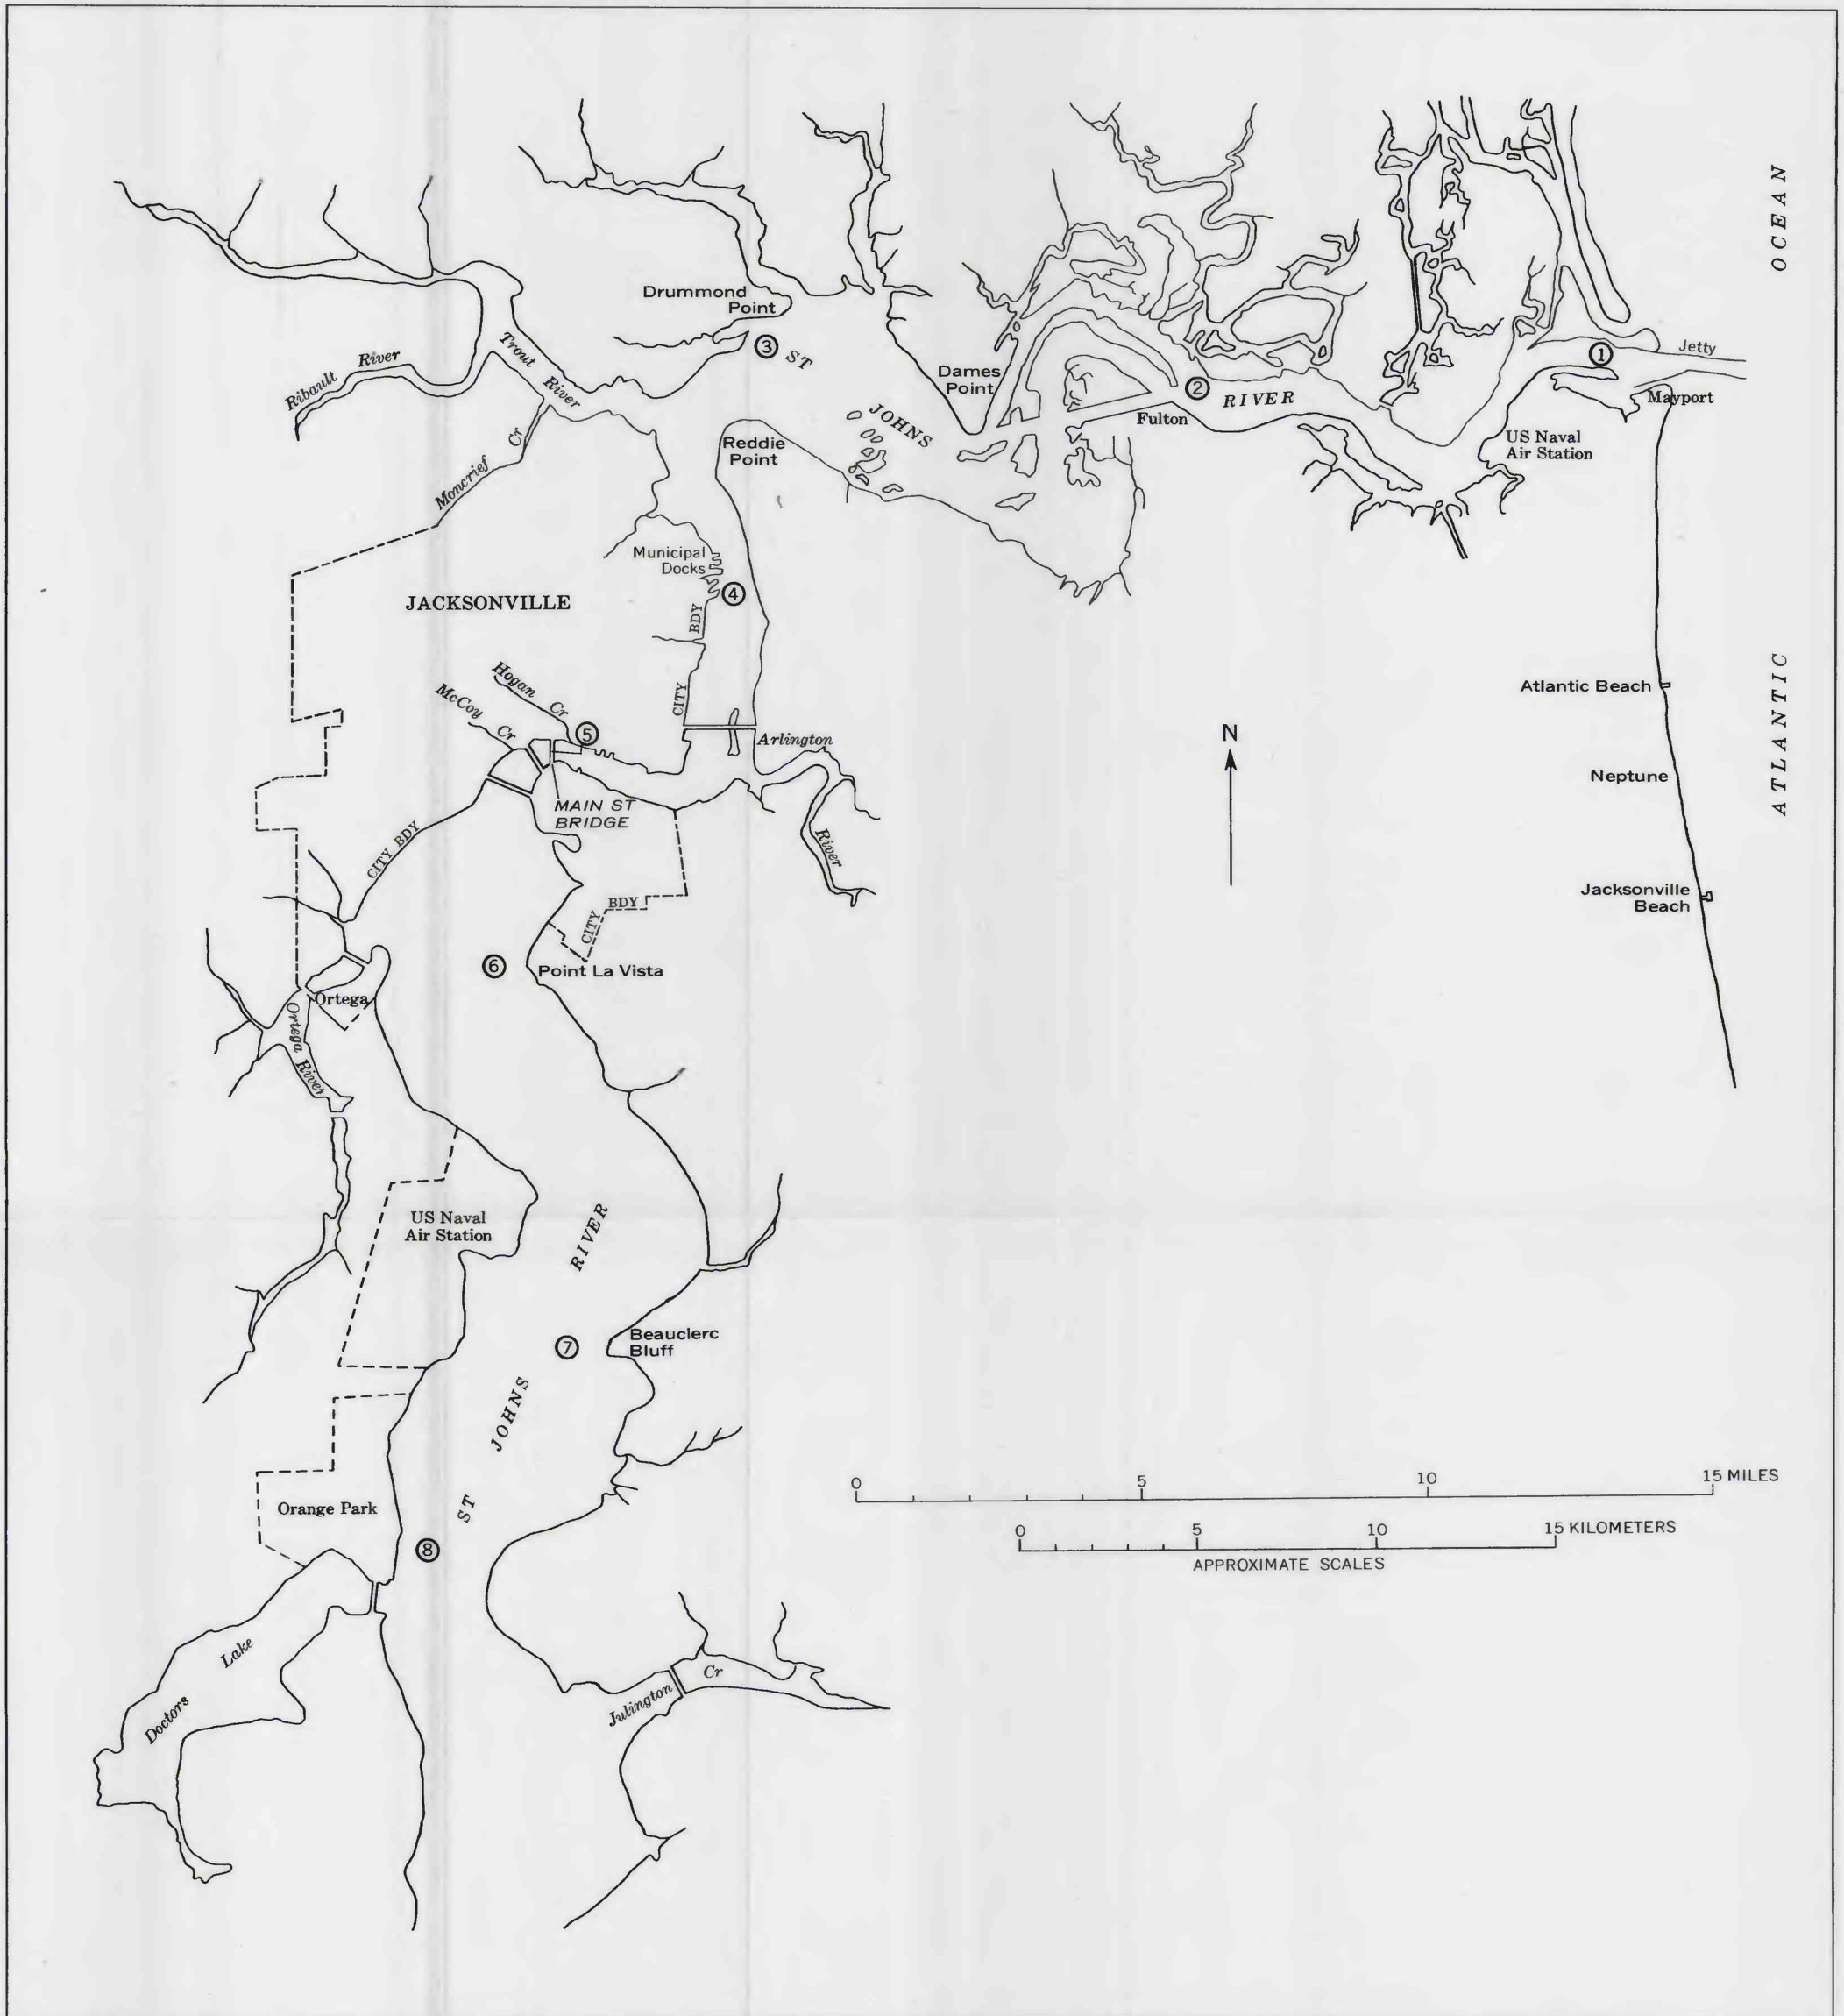 OCEAN
Drummond
Point
③ ST
JOHNS
RIVER
Ribault River
Trout River
Moncrief Cr
Dames
Point
②
Fulton
①
Jetty
Mayport
US Naval
Air Station
Reddie
Point
Municipal
Docks
④
JACKSONVILLE
CITY BDY
Hogan Cr
McCoy Cr
⑤
Arlington River
MAIN ST
BRIDGE
N
Atlantic Beach
ATLANTIC
Neptune
Jacksonville
Beach
CITY BDY
CITY BDY
⑥
Point La Vista
Ortega
Ortega River
US Naval
Air Station
ST JOHNS RIVER
⑦
Beauclerc
Bluff
0 5 10 15 MILES
0 5 10 15 KILOMETERS
APPROXIMATE SCALES
Orange Park
⑧
Doctors Lake
Julington Cr